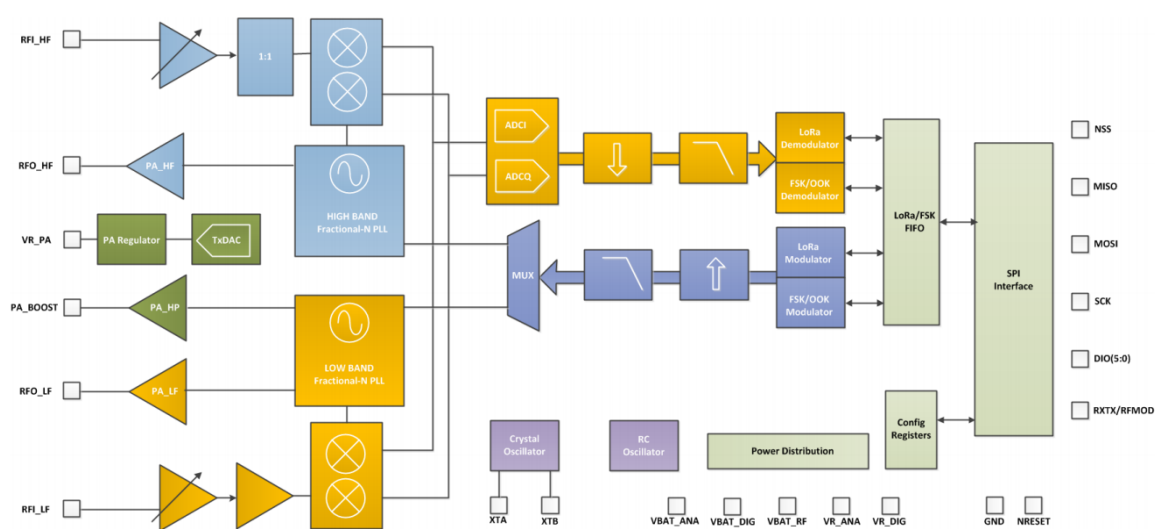 RFI_HF
1:1
RFO_HF
PA_HF
HIGH BAND
Fractional-N PLL
VR_PA
PA Regulator
TxDAC
PA_BOOST
PA_HP
RFO_LF
PA_LF
LOW BAND
Fractional-N PLL
RFI_LF
ADCI
ADCQ
MUX
LoRa
Demodulator
FSK/OOK
Demodulator
LoRa
Modulator
FSK/OOK
Modulator
LoRa/FSK
FIFO
SPI
Interface
Config
Registers
NSS
MISO
MOSI
SCK
DIO(5:0)
RXTX/RFMOD
Crystal
Oscillator
RC
Oscillator
Power Distribution
XTA
XTB
VBAT_ANA
VBAT_DIG
VBAT_RF
VR_ANA
VR_DIG
GND
NRESET